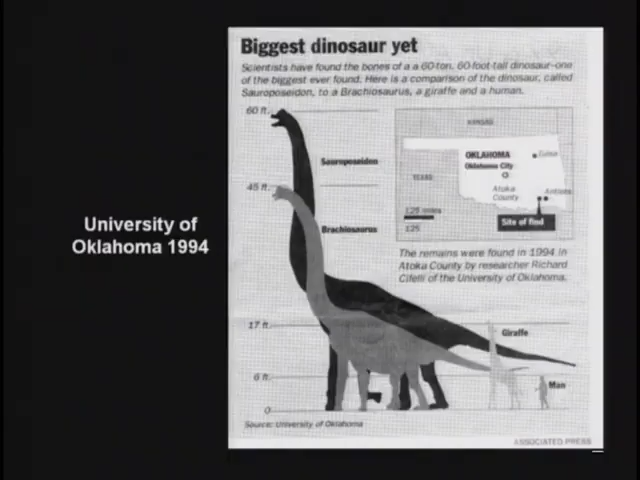 University of
Oklahoma 1994
Biggest dinosaur yet
Scientists have found the bones of a a 60-ton, 60-foot-tall dinosaur-one
of the biggest ever found. Here is a comparison of the dinosaur, called
Sauroposeidon, to a Brachiosaurus, a giraffe and a human.
60 ft.
Sauroposeidon
45 ft.
Brachiosaurus
17 ft.
Giraffe
6 ft.
Man
0
KANSAS
OKLAHOMA
Oklahoma City
Tulsa
TEXAS
Atoka
County
Antlers
125 miles
125
Site of find
The remains were found in 1994 in
Atoka County by researcher Richard
Cifelli of the University of Oklahoma.
Source: University of Oklahoma
ASSOCIATED PRESS